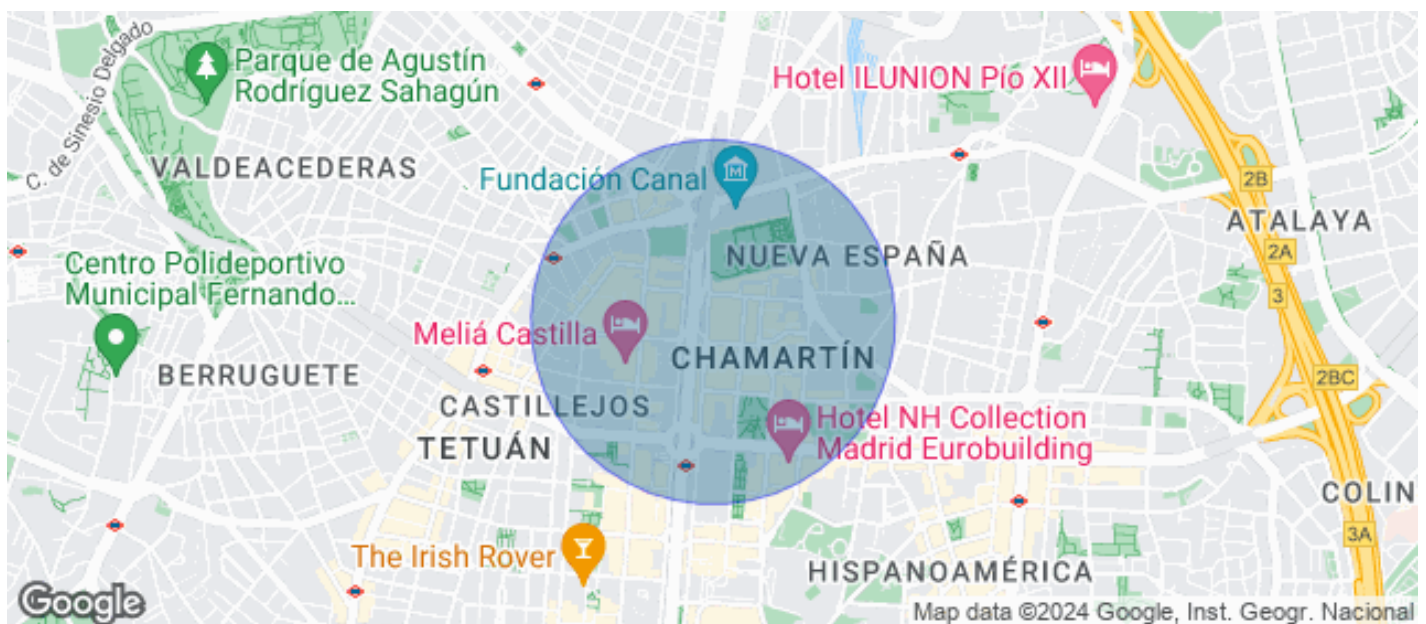 C. de Sinesio Delgado
Parque de Agustín
Rodríguez Sahagún
Hotel ILUNION Pío XII
VALDEACEDERAS
Fundación Canal
M
2B
ATALAYA
NUEVA ESPAÑA
2A
Centro Polideportivo
Municipal Fernando...
3
Meliá Castilla
CHAMARTÍN
BERRUGUETE
2BC
CASTILLEJOS
Hotel NH Collection
Madrid Eurobuilding
TETUÁN
COLIN
3A
The Irish Rover
HISPANOAMÉRICA
Google
Map data ©2024 Google, Inst. Geogr. Nacional